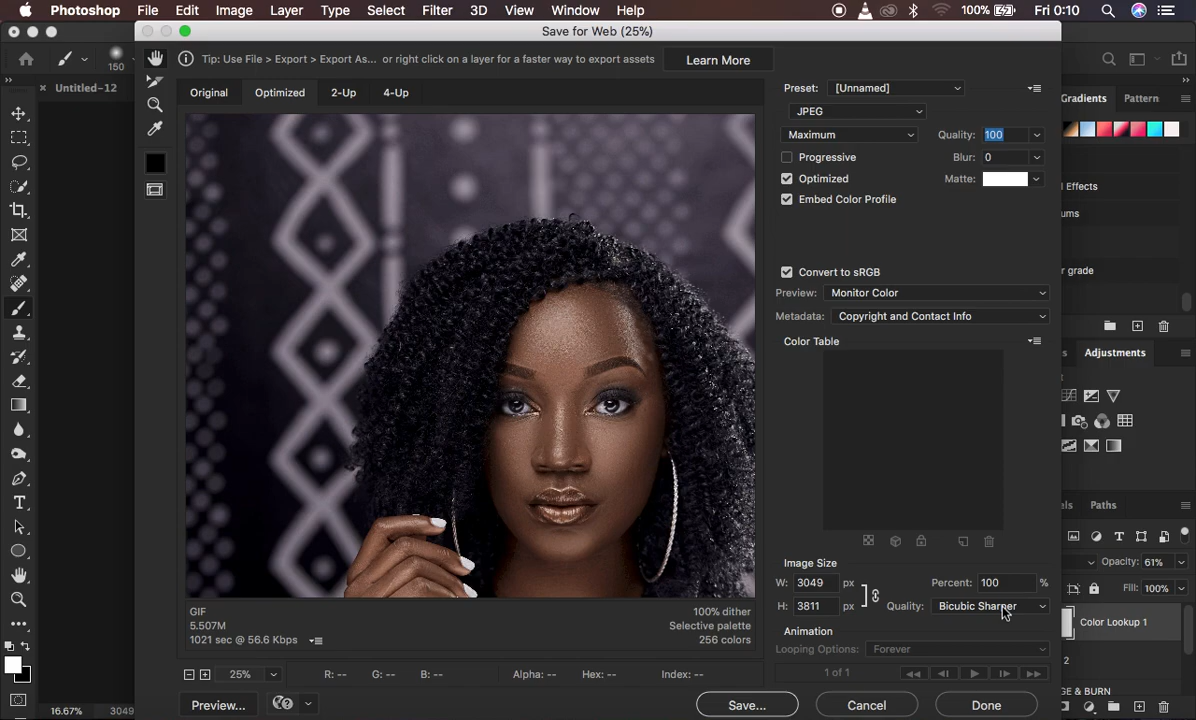 Photoshop File Edit Image Layer Type Select Filter 3D View Window Help 100% Fri 0:10
Save for Web (25%)
Tip: Use File > Export > Export As... or right click on a layer for a faster way to export assets Learn More
150
Untitled-12
Original Optimized 2-Up 4-Up
Preset: [Unnamed]
JPEG
Maximum Quality: 100
Progressive Blur: 0
Optimized Matte:
Embed Color Profile
Convert to sRGB
Preview: Monitor Color
Metadata: Copyright and Contact Info
Color Table
Image Size
W: 3049 px Percent: 100 %
H: 3811 px Quality: Bicubic Sharper
Animation
Looping Options: Forever
1 of 1
GIF 100% dither
5.507M Selective palette
1021 sec @ 56.6 Kbps 256 colors
25% R: -- G: -- B: -- Alpha: -- Hex: -- Index: --
Preview... Save... Cancel Done
16.67% 3049
Gradients Pattern
Effects
Adjustments
Paths
Opacity: 61%
Fill: 100%
Color Lookup 1
2
& BURN